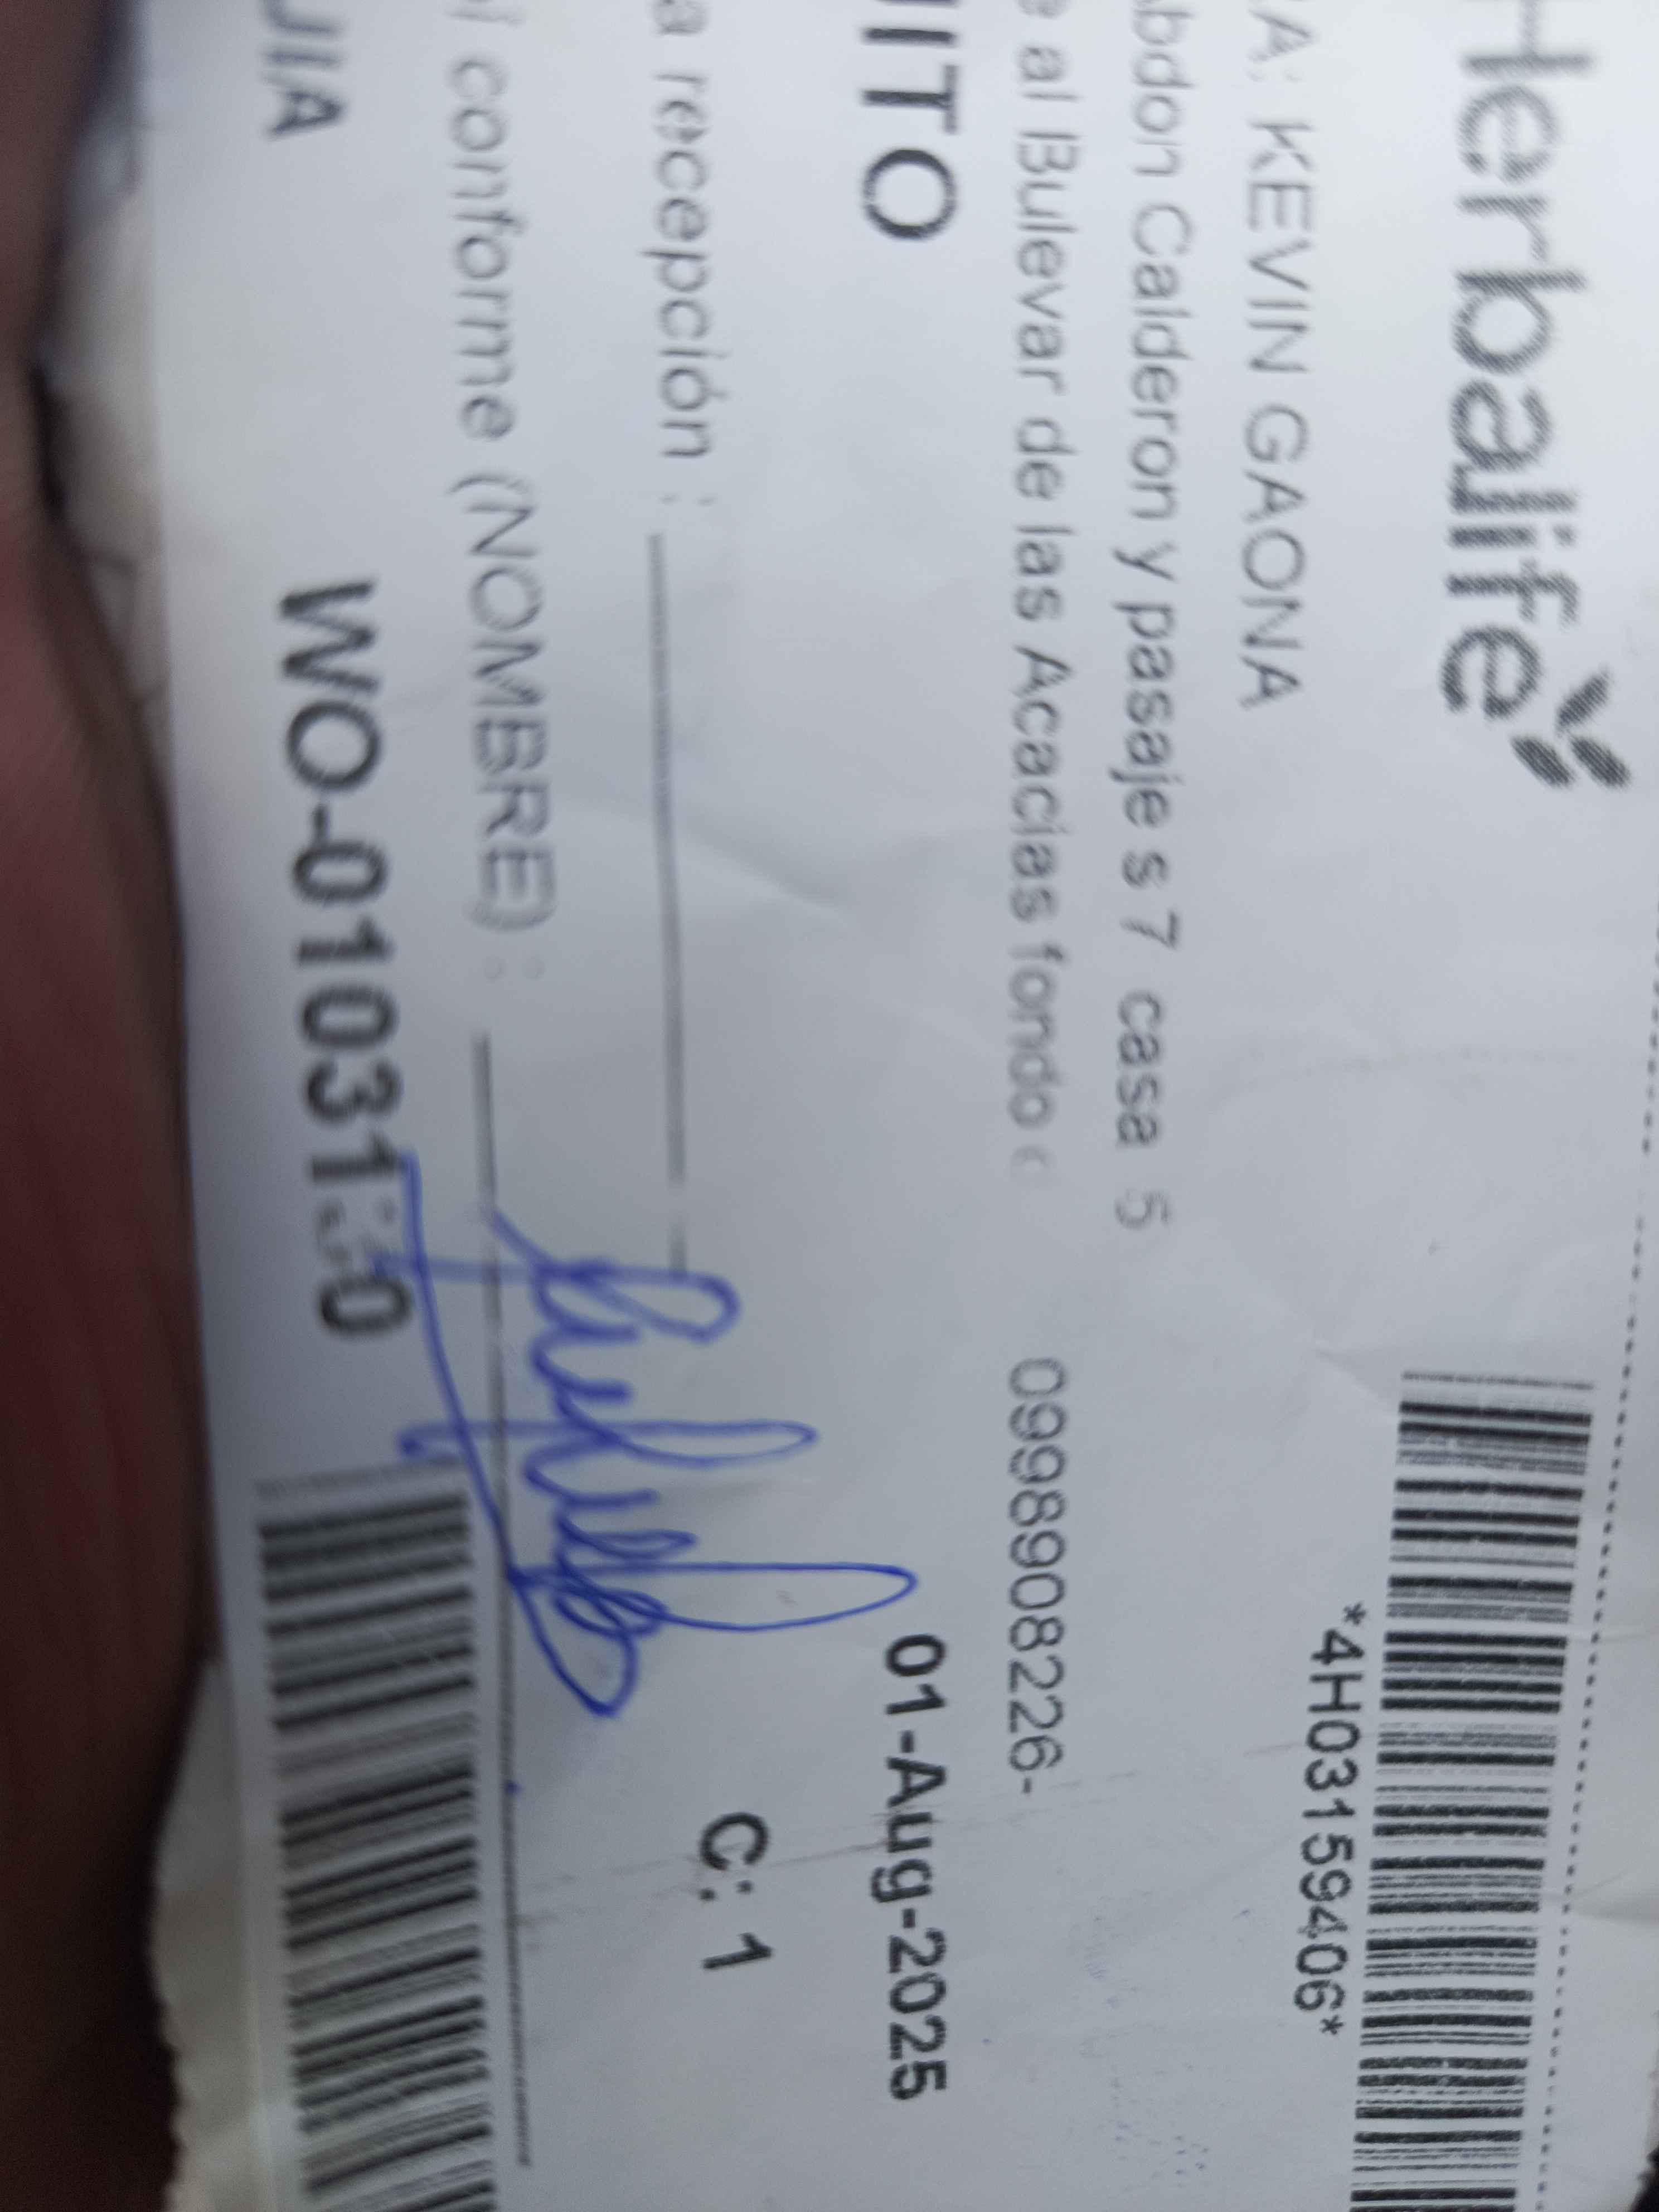 Herbalife
*4H03159406*
A: KEVIN GAONA
bdon Calderon y pasaje s 7 casa 5
e al Bulevar de las Acacias fondo 0998908226-
ITO 01-Aug-2025
a recepción :
C: 1
í conforme (NOMBRE) :
JIA